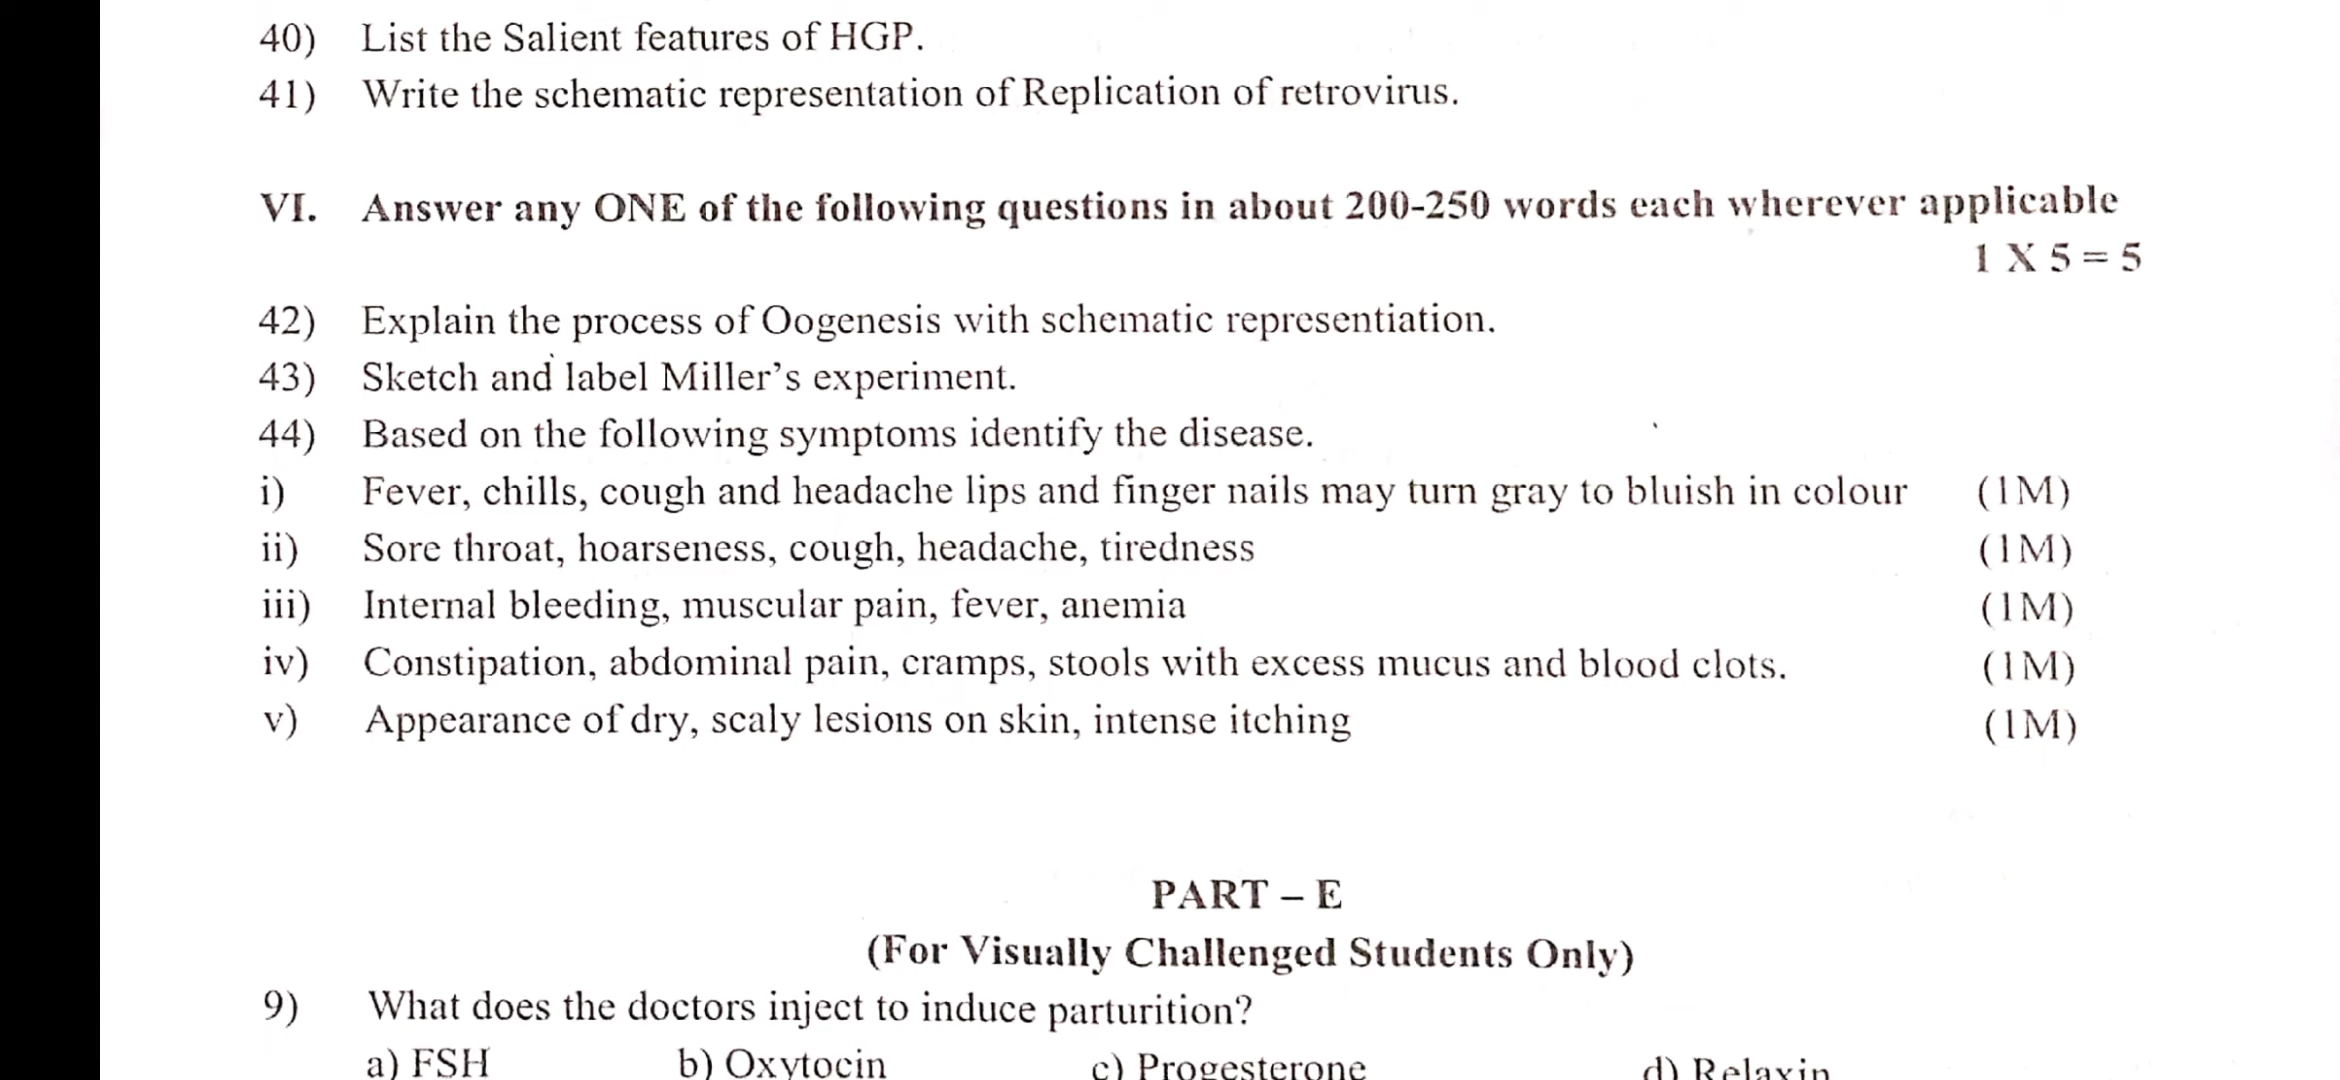 40) List the Salient features of HGP.
41) Write the schematic representation of Replication of retrovirus.
VI. Answer any ONE of the following questions in about 200-250 words each wherever applicable
1 X 5 = 5
42) Explain the process of Oogenesis with schematic representiation.
43) Sketch and label Miller's experiment.
44) Based on the following symptoms identify the disease.
i) Fever, chills, cough and headache lips and finger nails may turn gray to bluish in colour (1M)
ii) Sore throat, hoarseness, cough, headache, tiredness (1M)
iii) Internal bleeding, muscular pain, fever, anemia (1M)
iv) Constipation, abdominal pain, cramps, stools with excess mucus and blood clots. (1M)
v) Appearance of dry, scaly lesions on skin, intense itching (1M)
PART – E
(For Visually Challenged Students Only)
9) What does the doctors inject to induce parturition?
a) FSH b) Oxytocin c) Progesterone d) Relaxin